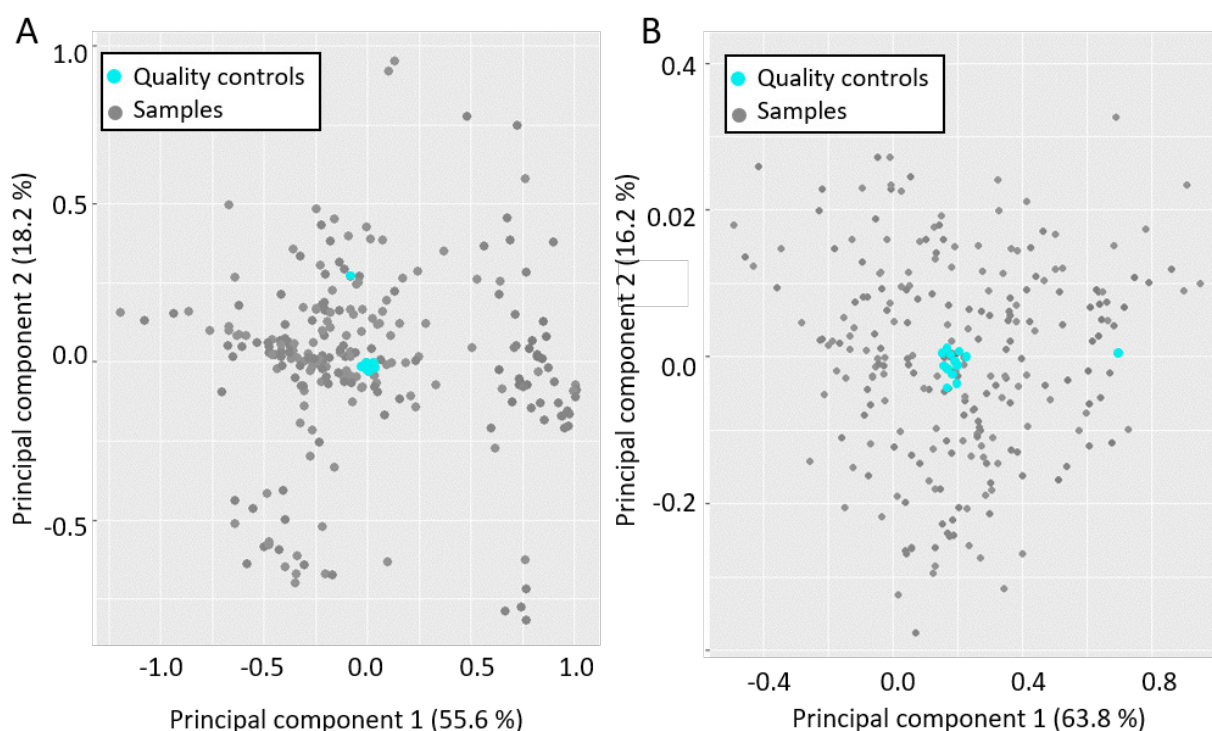 A
Quality controls
Samples
1.0
0.5
0.0
-0.5
Principal component 2 (18.2 %)
-1.0
-0.5
0.0
0.5
1.0
Principal component 1 (55.6 %)
B
Quality controls
Samples
0.4
0.02
0.0
-0.2
Principal component 2 (16.2 %)
-0.4
0.0
0.4
0.8
Principal component 1 (63.8 %)